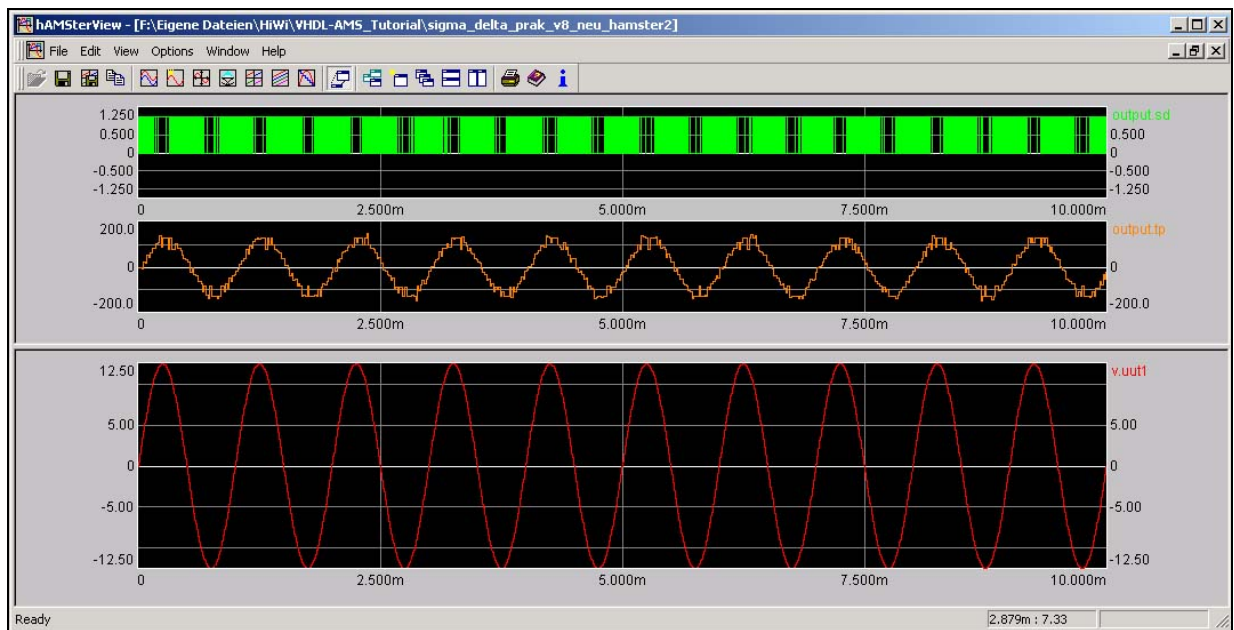 hAMSterView - [F:\Eigene Dateien\HiWi\VHDL-AMS_Tutorial\sigma_delta_prak_v8_neu_hamster2]
File Edit View Options Window Help
1.250
0.500
0
-0.500
-1.250
output.sd
0.500
0
-0.500
-1.250
0 2.500m 5.000m 7.500m 10.000m
200.0
0
-200.0
output.tp
0
-200.0
0 2.500m 5.000m 7.500m 10.000m
12.50
5.00
0
-5.00
-12.50
v.uut1
5.00
0
-5.00
-12.50
0 2.500m 5.000m 7.500m 10.000m
Ready 2.879m : 7.33